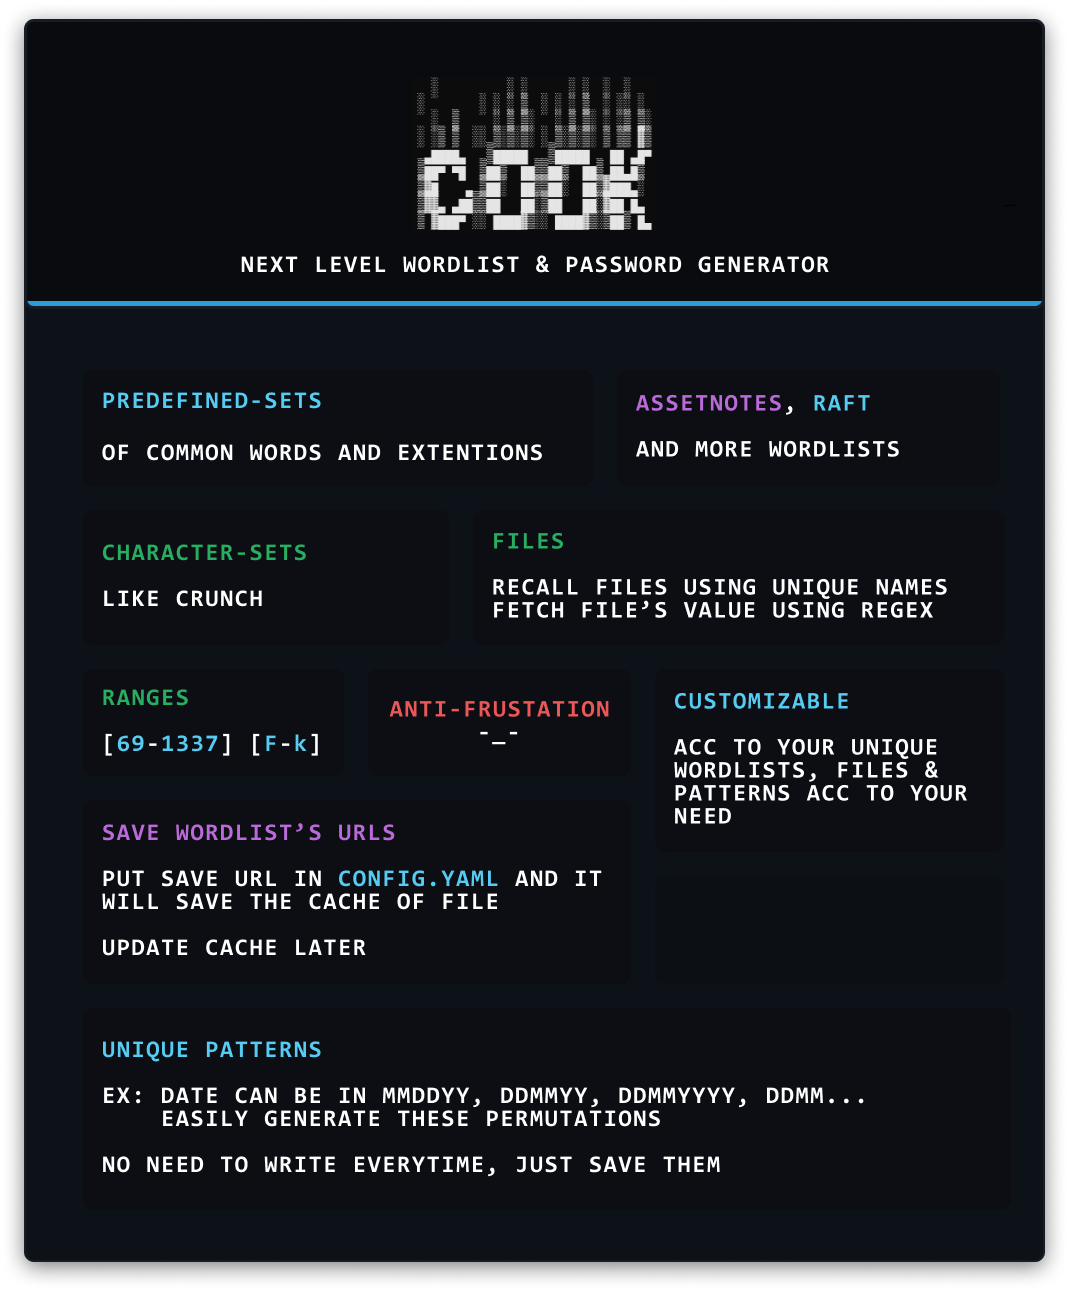 COOK
NEXT LEVEL WORDLIST & PASSWORD GENERATOR
PREDEFINED-SETS
OF COMMON WORDS AND EXTENTIONS
ASSETNOTES, RAFT
AND MORE WORDLISTS
CHARACTER-SETS
LIKE CRUNCH
FILES
RECALL FILES USING UNIQUE NAMES
FETCH FILE’S VALUE USING REGEX
RANGES
[69-1337] [F-k]
ANTI-FRUSTATION
-_-
CUSTOMIZABLE
ACC TO YOUR UNIQUE
WORDLISTS, FILES &
PATTERNS ACC TO YOUR
NEED
SAVE WORDLIST’S URLS
PUT SAVE URL IN CONFIG.YAML AND IT
WILL SAVE THE CACHE OF FILE
UPDATE CACHE LATER
UNIQUE PATTERNS
EX: DATE CAN BE IN MMDDYY, DDMMYY, DDMMYYYY, DDMM...
EASILY GENERATE THESE PERMUTATIONS
NO NEED TO WRITE EVERYTIME, JUST SAVE THEM